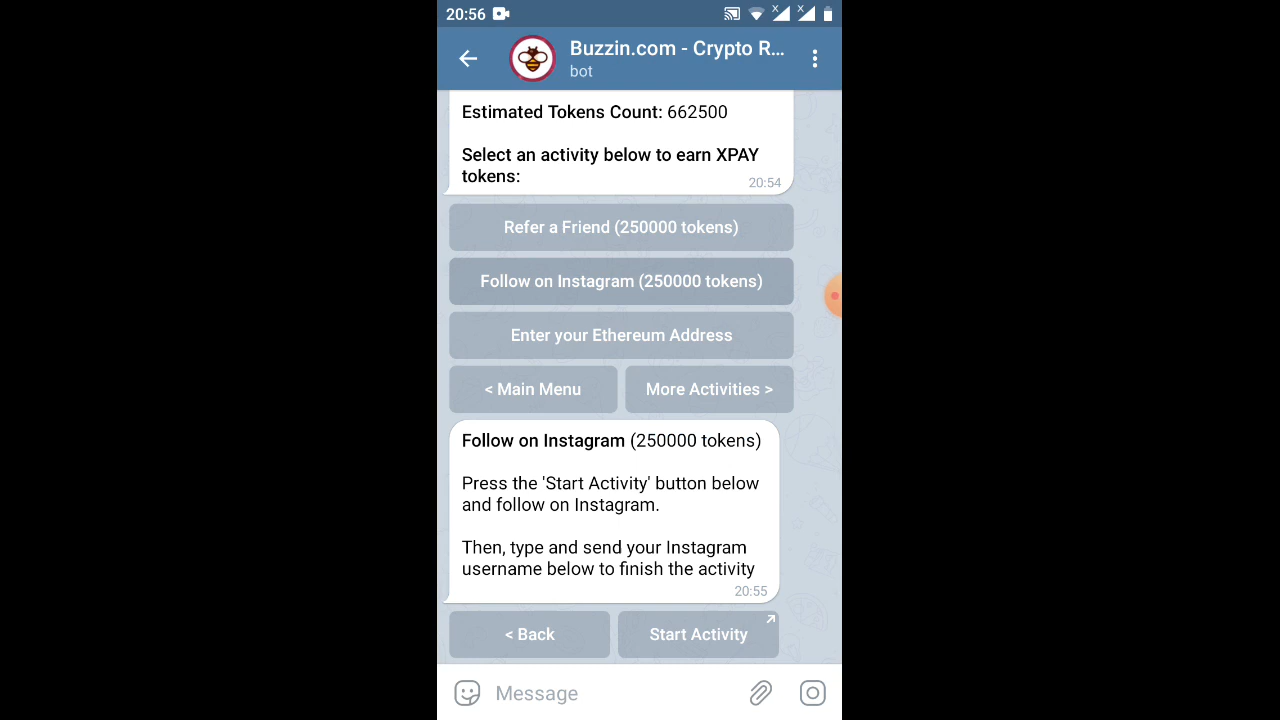 20:56
Buzzin.com - Crypto R...
bot
Estimated Tokens Count: 662500
Select an activity below to earn XPAY
tokens:
20:54
Refer a Friend (250000 tokens)
Follow on Instagram (250000 tokens)
Enter your Ethereum Address
< Main Menu
More Activities >
Follow on Instagram (250000 tokens)
Press the 'Start Activity' button below
and follow on Instagram.
Then, type and send your Instagram
username below to finish the activity
20:55
< Back
Start Activity
Message